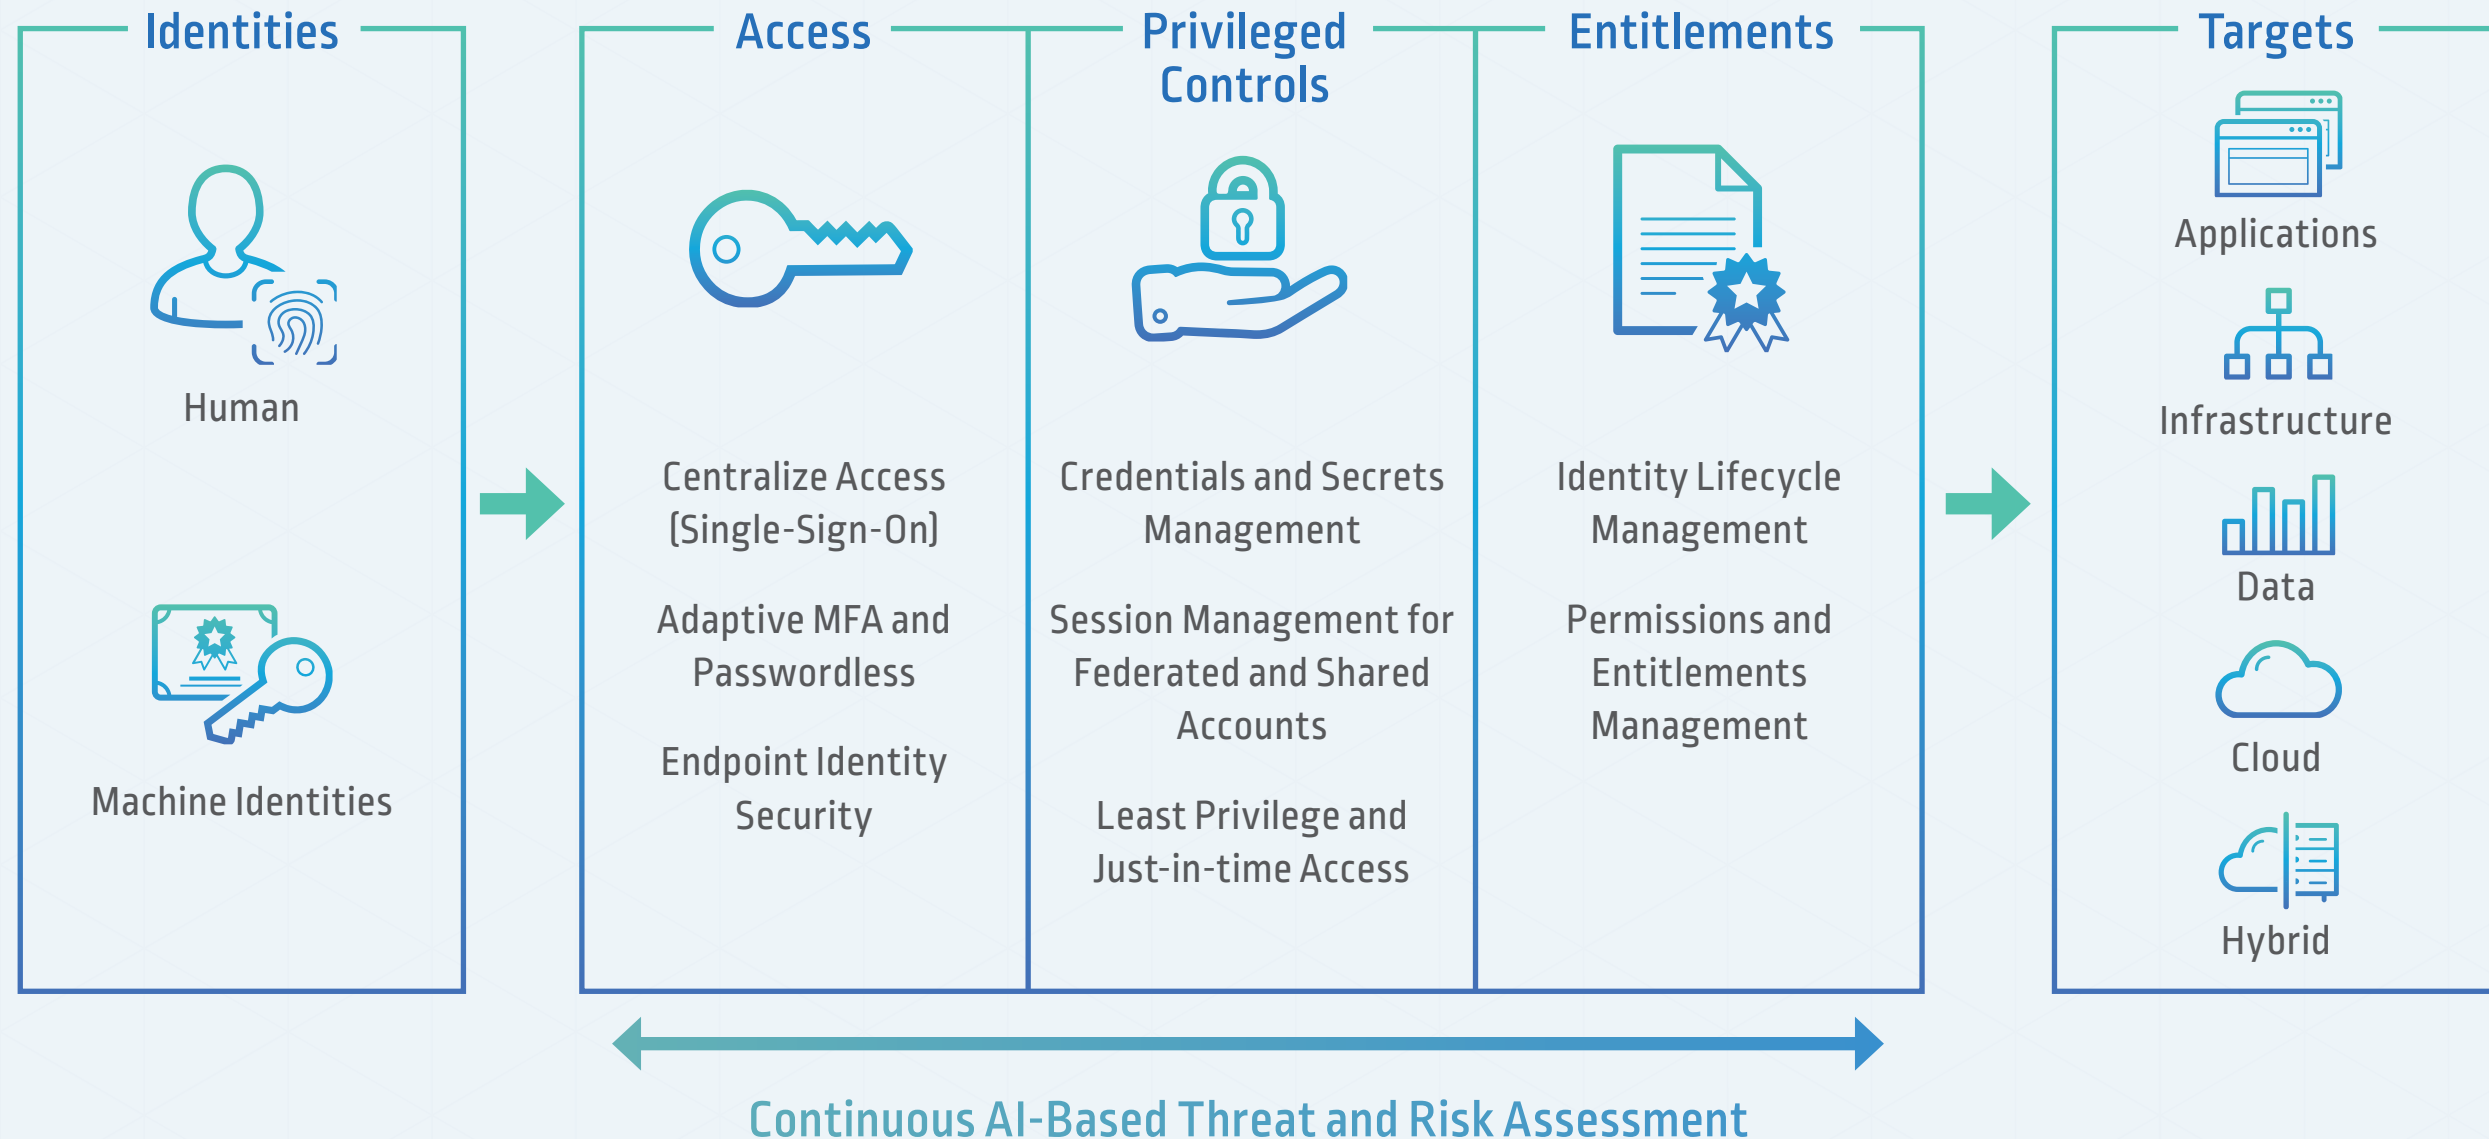 Identities
Human
Machine Identities
Access
Centralize Access
(Single-Sign-On)
Adaptive MFA and
Passwordless
Endpoint Identity
Security
Privileged
Controls
Credentials and Secrets
Management
Session Management for
Federated and Shared
Accounts
Least Privilege and
Just-in-time Access
Entitlements
Identity Lifecycle
Management
Permissions and
Entitlements
Management
Targets
Applications
Infrastructure
Data
Cloud
Hybrid
Continuous AI-Based Threat and Risk Assessment